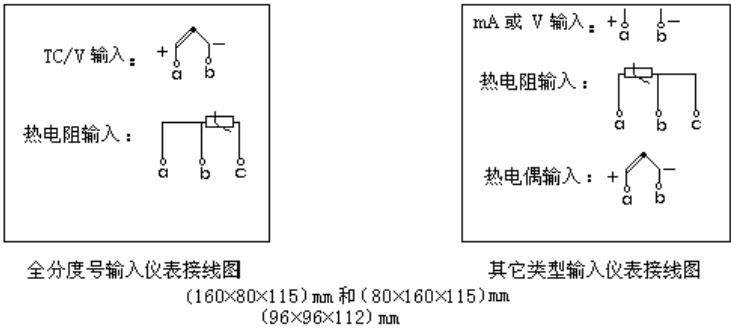 TC/V 输入： + —
a b
热电阻输入：
a b c
全分度号输入仪表接线图
mA 或 V 输入： + —
a b
热电阻输入：
a b c
热电偶输入： + —
a b
其它类型输入仪表接线图
(160×80×115)mm 和(80×160×115)mm
(96×96×112)mm